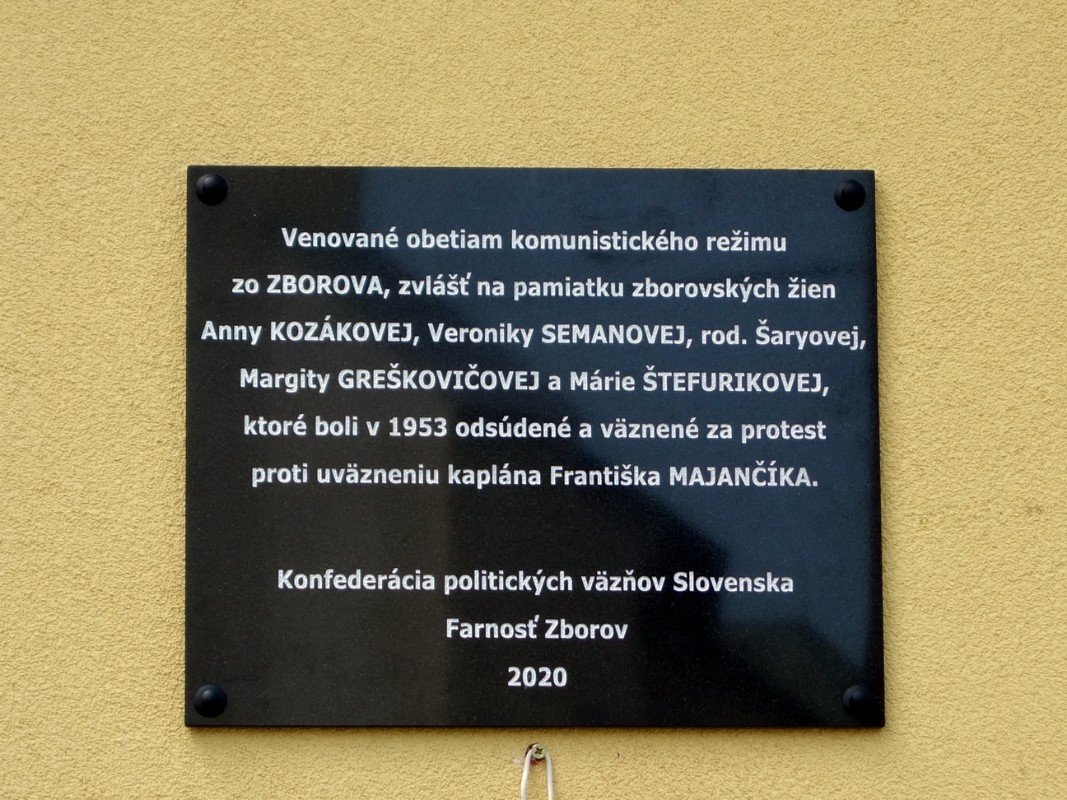 Venované obetiam komunistického režimu
zo ZBOROVA, zvlášť na pamiatku zborovských žien
Anny KOZÁKOVEJ, Veroniky SEMANOVEJ, rod. Šaryovej,
Margity GREŠKOVIČOVEJ a Márie ŠTEFURIKOVEJ,
ktoré boli v 1953 odsúdené a väznené za protest
proti uväzneniu kaplána Františka MAJANČÍKA.
Konfederácia politických väzňov Slovenska
Farnosť Zborov
2020